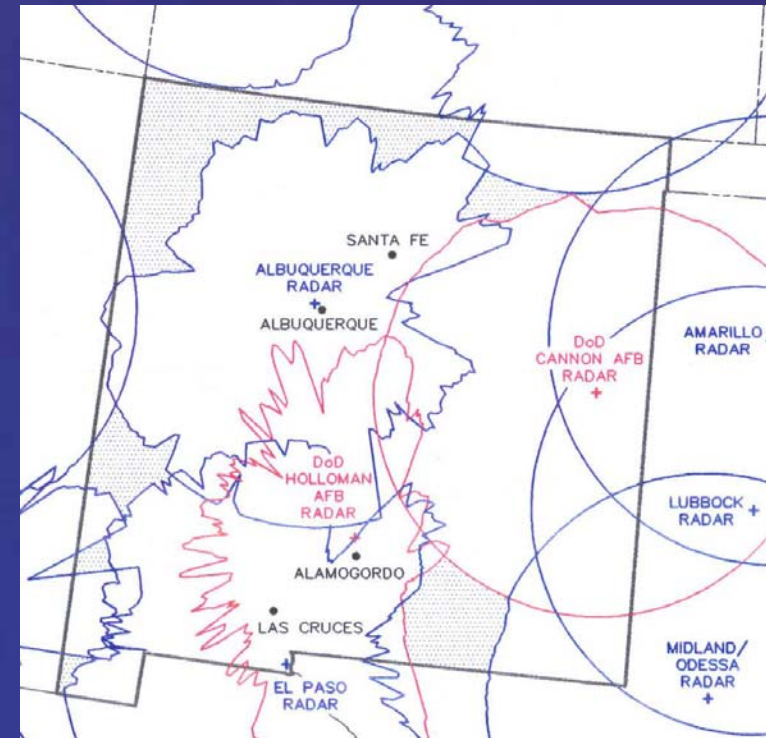 SANTA FE
ALBUQUERQUE
RADAR
ALBUQUERQUE
DoD
CANNON AFB
RADAR
AMARILLO
RADAR
DoD
HOLLOMAN
AFB
RADAR
LUBBOCK
RADAR
ALAMOGORDO
LAS CRUCES
MIDLAND/
ODESSA
RADAR
EL PASO
RADAR